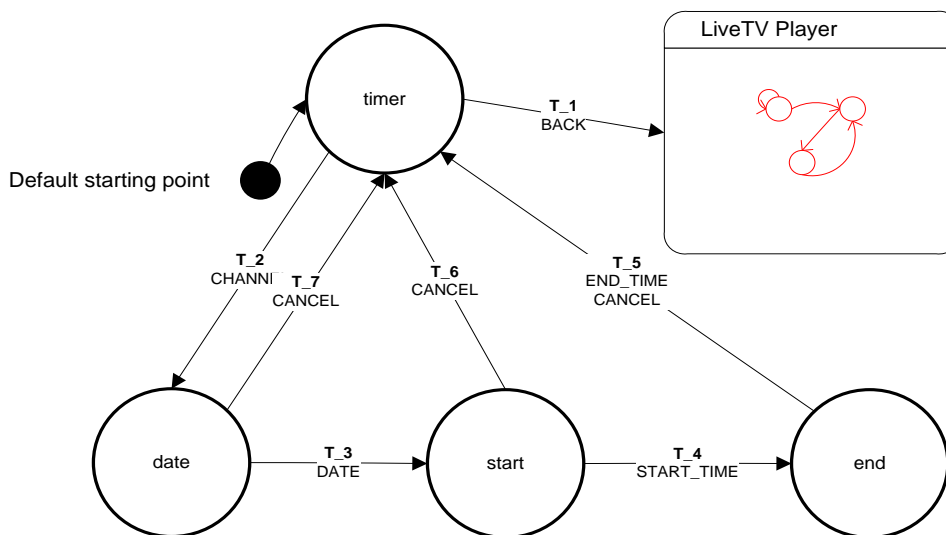 LiveTV Player
timer
T_1
BACK
Default starting point
T_2
T_7
CANCEL
T_6
CANCEL
T_5
END_TIME
CANCEL
date
T_3
DATE
start
T_4
START_TIME
end